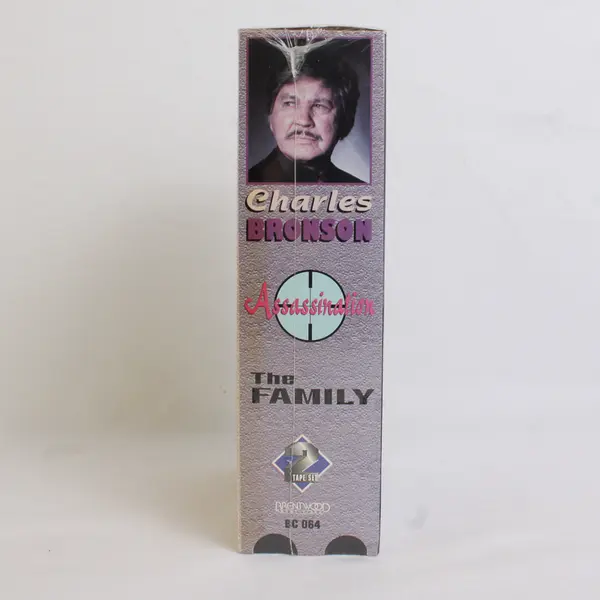 Charles
BRONSON
Assassination
The
FAMILY
2
TAPE SET
BRENTWOOD
BC 064